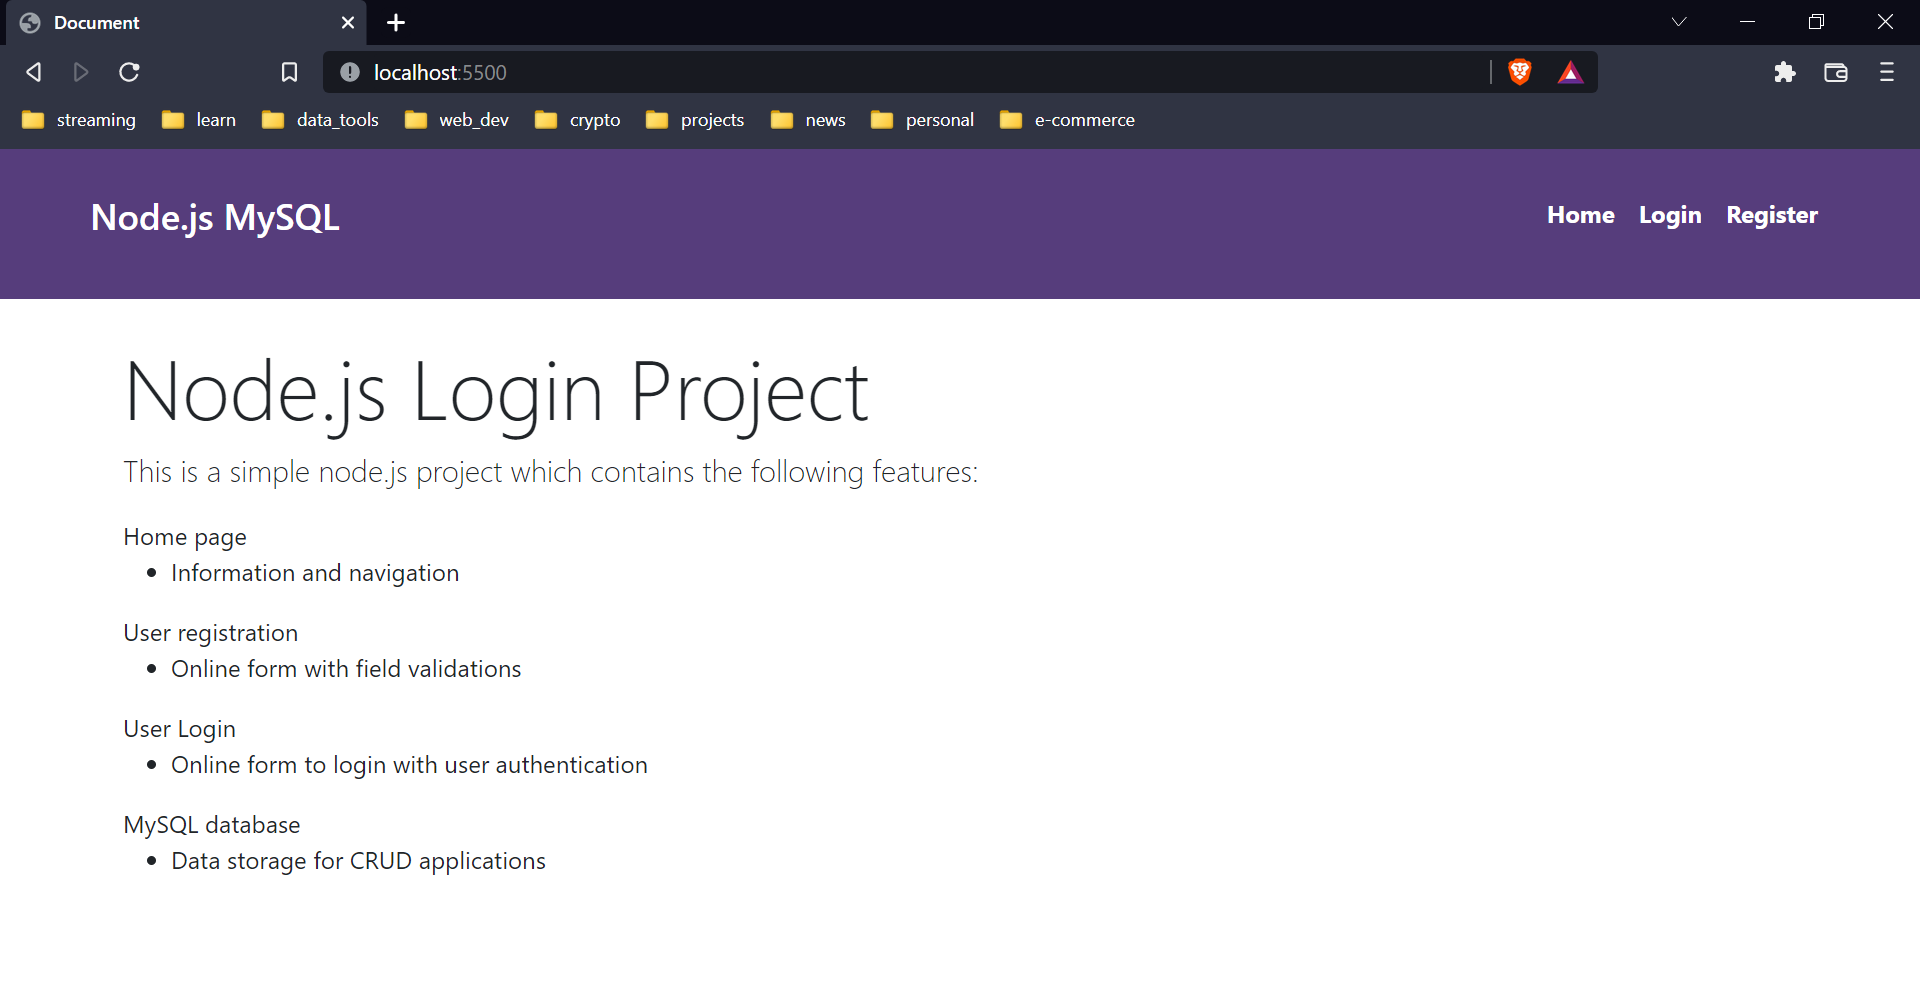 Document
localhost:5500
streaming learn data_tools web_dev crypto projects news personal e-commerce
Node.js MySQL Home Login Register
Node.js Login Project
This is a simple node.js project which contains the following features:
Home page
• Information and navigation
User registration
• Online form with field validations
User Login
• Online form to login with user authentication
MySQL database
• Data storage for CRUD applications